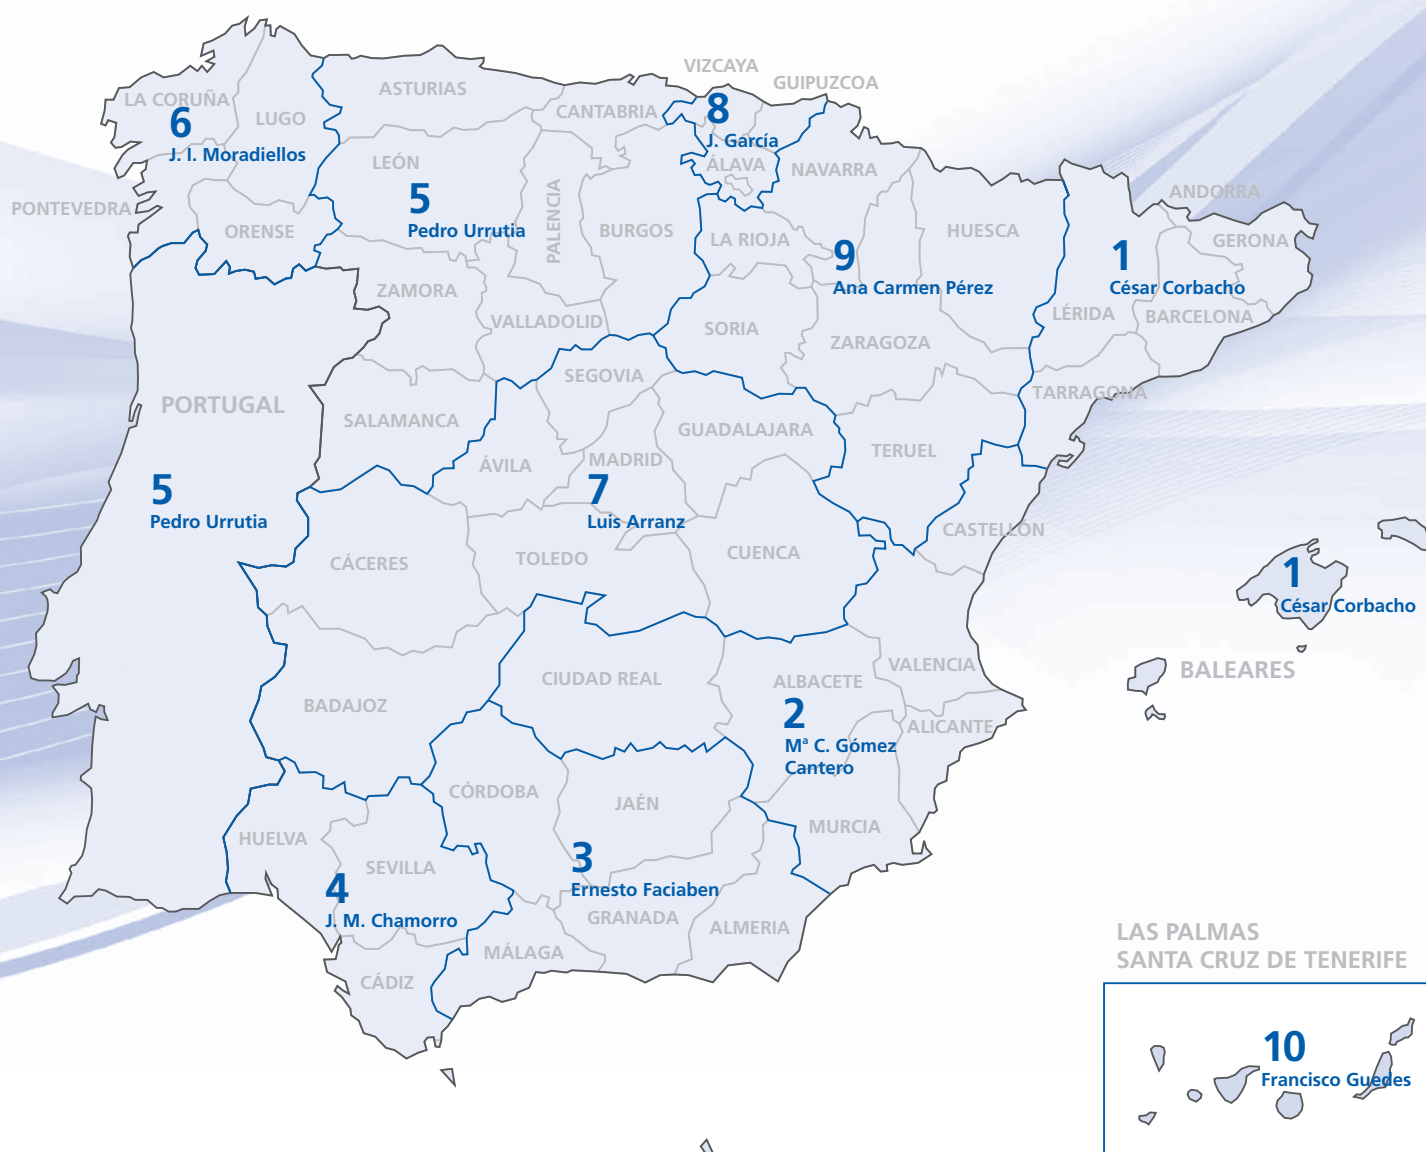 VIZCAYA
GUIPUZCOA
ASTURIAS
LA CORUÑA
CANTABRIA
8
6
LUGO
J. García
J. I. Moradiellos
LEÓN
ÁLAVA
NAVARRA
ANDORRA
5
PONTEVEDRA
PALENCIA
ORENSE
Pedro Urrutia
BURGOS
LA RIOJA
HUESCA
GERONA
9
1
ZAMORA
Ana Carmen Pérez
César Corbacho
VALLADOLID
SORIA
LÉRIDA
BARCELONA
ZARAGOZA
SEGOVIA
TARRAGONA
PORTUGAL
SALAMANCA
GUADALAJARA
TERUEL
ÁVILA
MADRID
5
7
Pedro Urrutia
Luis Arranz
CASTELLÓN
CÁCERES
TOLEDO
CUENCA
1
César Corbacho
VALENCIA
BALEARES
CIUDAD REAL
ALBACETE
BADAJOZ
2
ALICANTE
Mª C. Gómez
Cantero
CÓRDOBA
JAÉN
MURCIA
HUELVA
3
SEVILLA
4
Ernesto Faciaben
J. M. Chamorro
GRANADA
ALMERIA
MÁLAGA
CÁDIZ
LAS PALMAS
SANTA CRUZ DE TENERIFE
10
Francisco Guedes